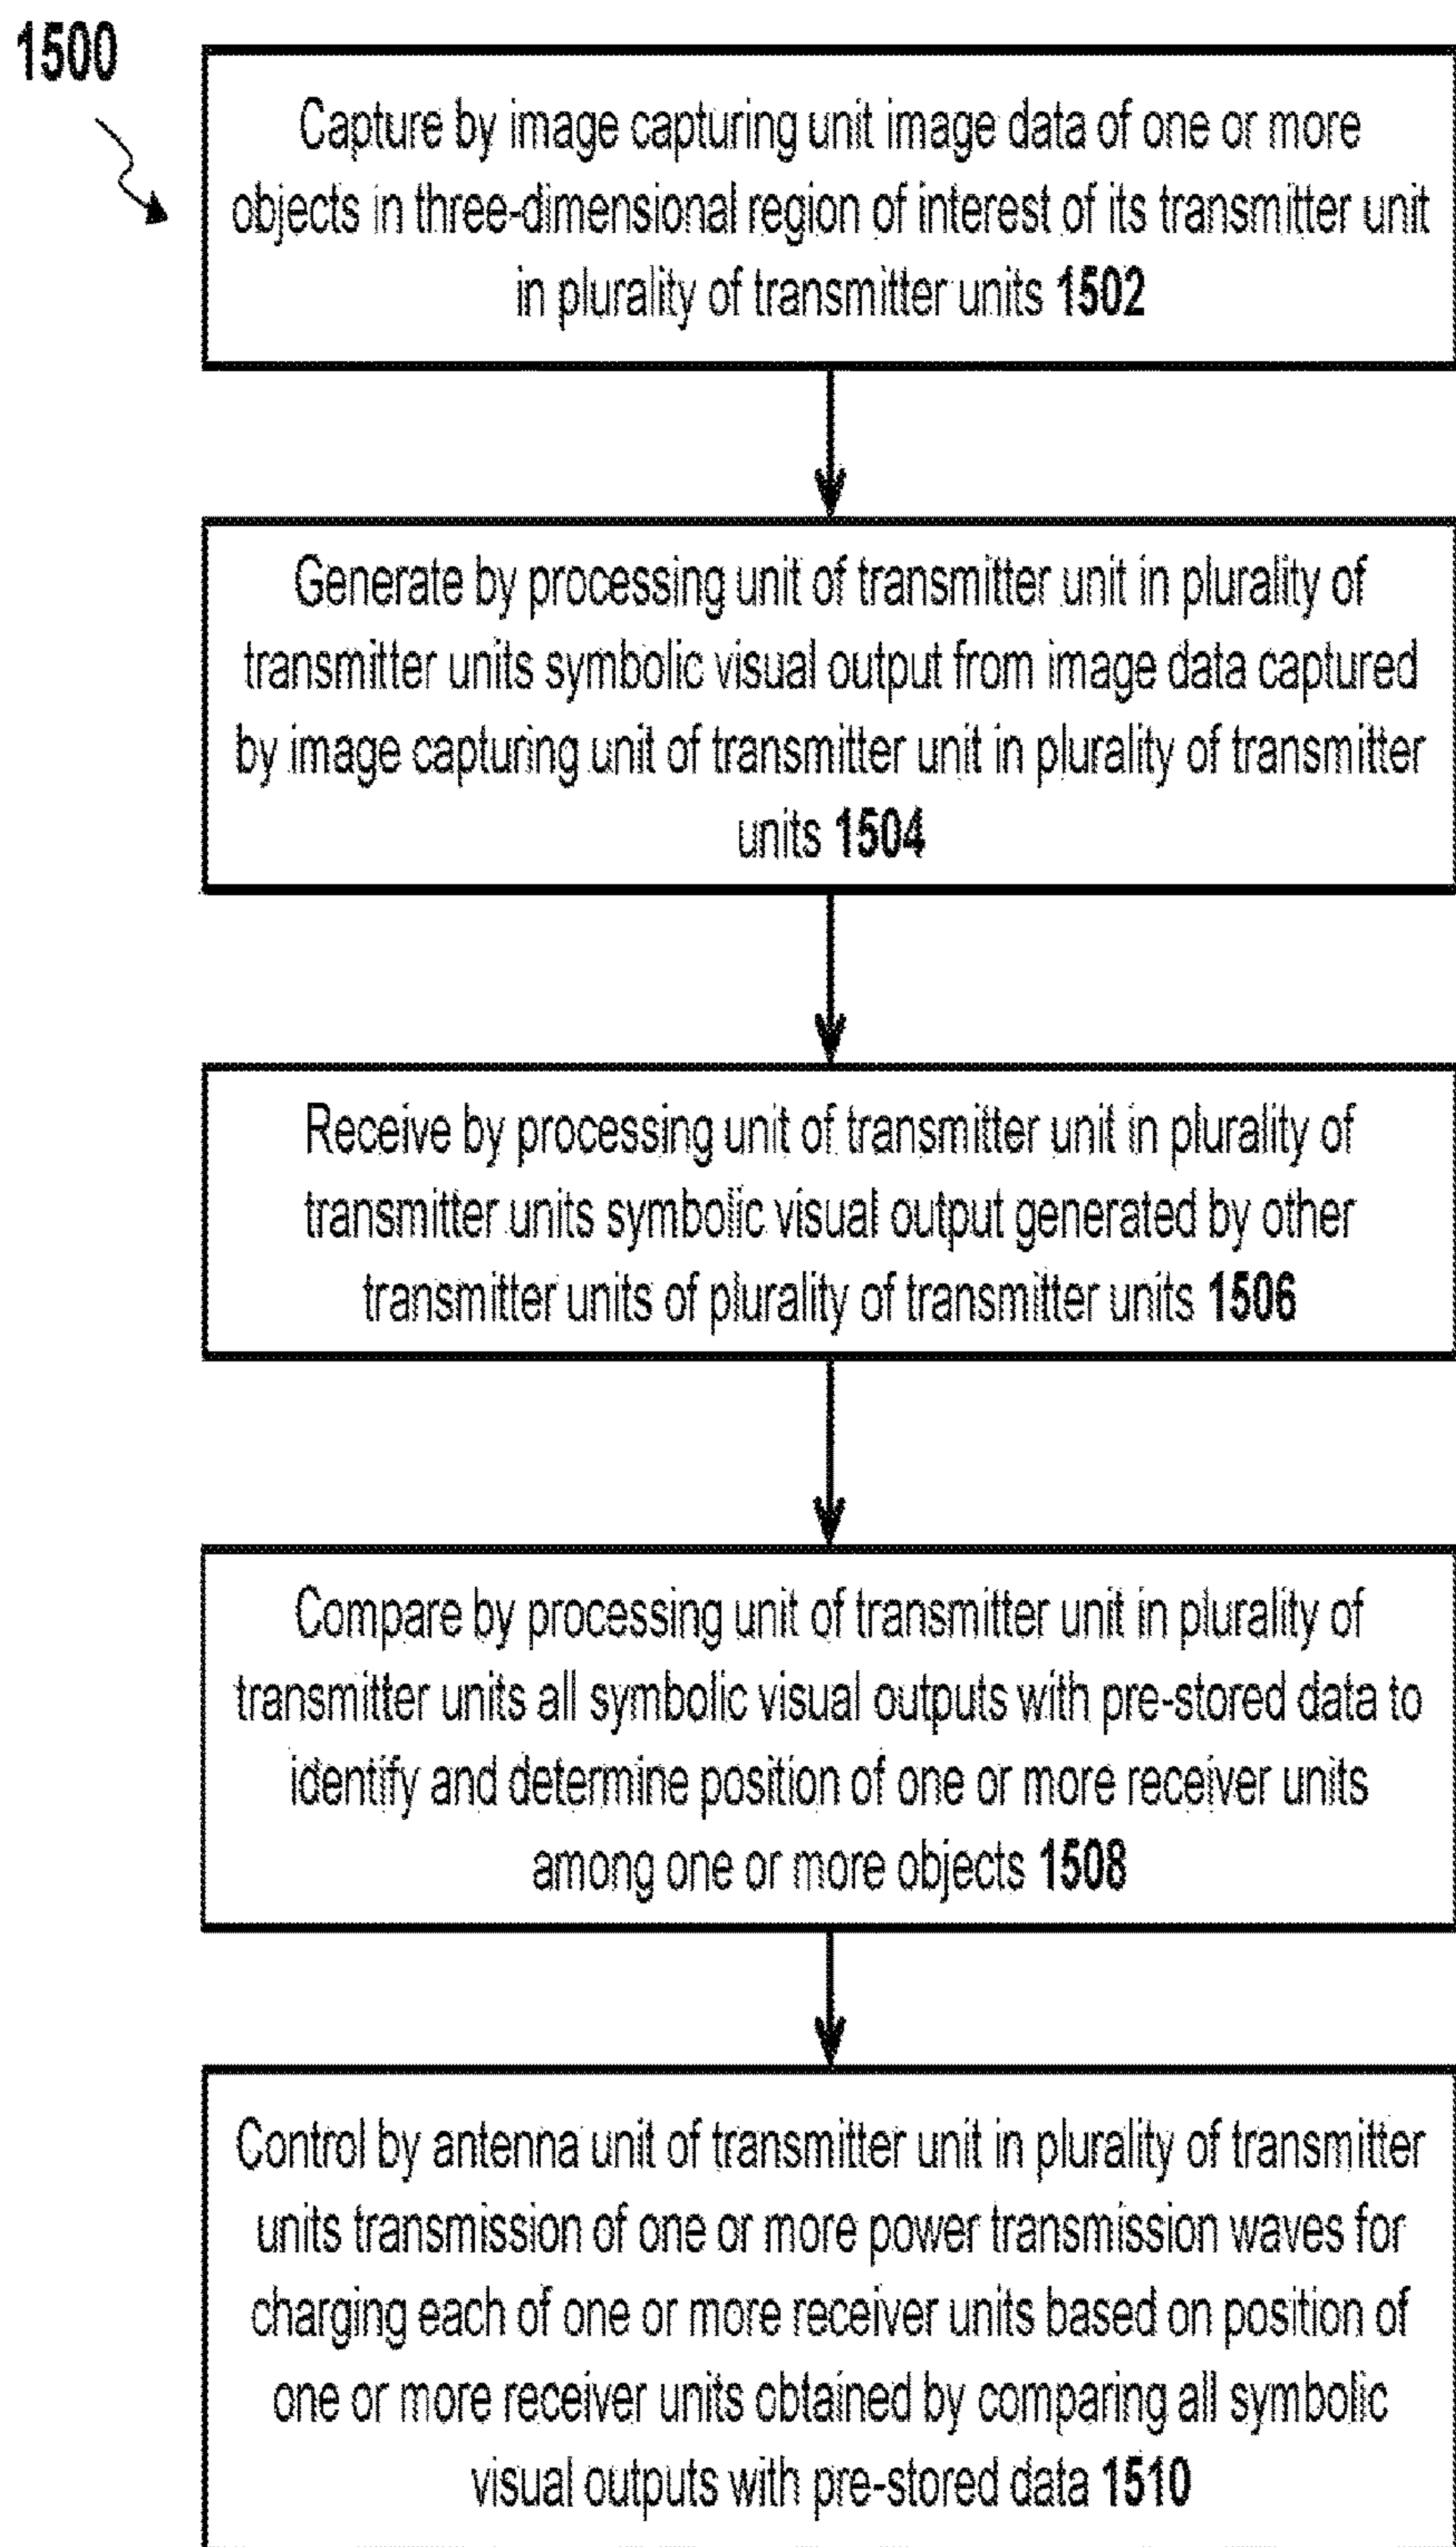 1500
Capture by image capturing unit image data of one or more
objects in three-dimensional region of interest of its transmitter unit
in plurality of transmitter units 1502
Generate by processing unit of transmitter unit in plurality of
transmitter units symbolic visual output from image data captured
by image capturing unit of transmitter unit in plurality of transmitter
units 1504
Receive by processing unit of transmitter unit in plurality of
transmitter units symbolic visual output generated by other
transmitter units of plurality of transmitter units 1506
Compare by processing unit of transmitter unit in plurality of
transmitter units all symbolic visual outputs with pre-stored data to
identify and determine position of one or more receiver units
among one or more objects 1508
Control by antenna unit of transmitter unit in plurality of transmitter
units transmission of one or more power transmission waves for
charging each of one or more receiver units based on position of
one or more receiver units obtained by comparing all symbolic
visual outputs with pre-stored data 1510